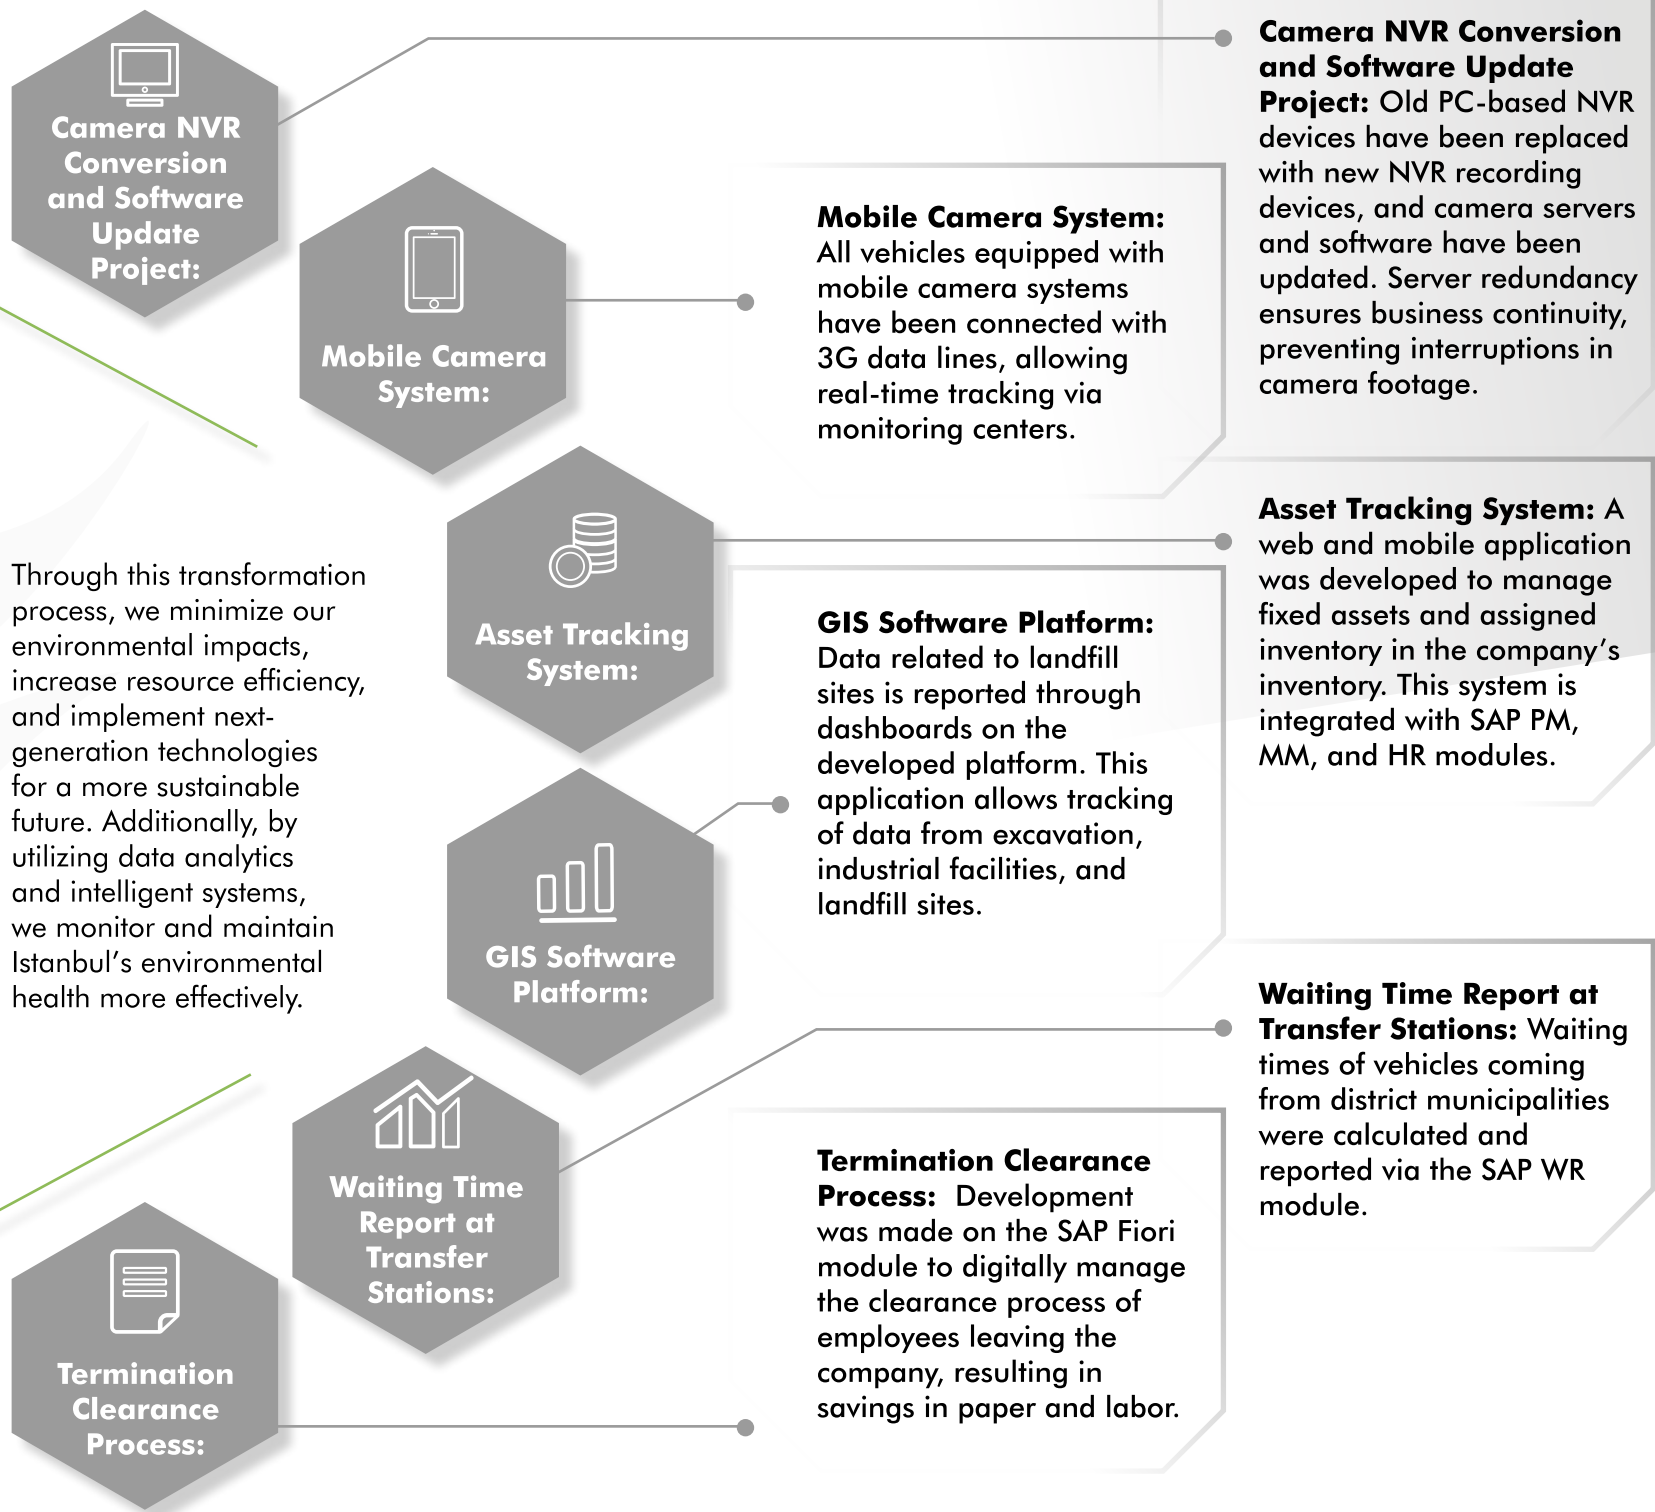 Camera NVR
Conversion
and Software
Update
Project:
Camera NVR Conversion
and Software Update
Project: Old PC-based NVR
devices have been replaced
with new NVR recording
devices, and camera servers
and software have been
updated. Server redundancy
ensures business continuity,
preventing interruptions in
camera footage.
Mobile Camera
System:
Mobile Camera System:
All vehicles equipped with
mobile camera systems
have been connected with
3G data lines, allowing
real-time tracking via
monitoring centers.
Asset Tracking
System:
Asset Tracking System: A
web and mobile application
was developed to manage
fixed assets and assigned
inventory in the company’s
inventory. This system is
integrated with SAP PM,
MM, and HR modules.
Through this transformation
process, we minimize our
environmental impacts,
increase resource efficiency,
and implement next-
generation technologies
for a more sustainable
future. Additionally, by
utilizing data analytics
and intelligent systems,
we monitor and maintain
Istanbul’s environmental
health more effectively.
GIS Software
Platform:
GIS Software Platform:
Data related to landfill
sites is reported through
dashboards on the
developed platform. This
application allows tracking
of data from excavation,
industrial facilities, and
landfill sites.
Waiting Time
Report at
Transfer
Stations:
Waiting Time Report at
Transfer Stations: Waiting
times of vehicles coming
from district municipalities
were calculated and
reported via the SAP WR
module.
Termination
Clearance
Process:
Termination Clearance
Process:  Development
was made on the SAP Fiori
module to digitally manage
the clearance process of
employees leaving the
company, resulting in
savings in paper and labor.